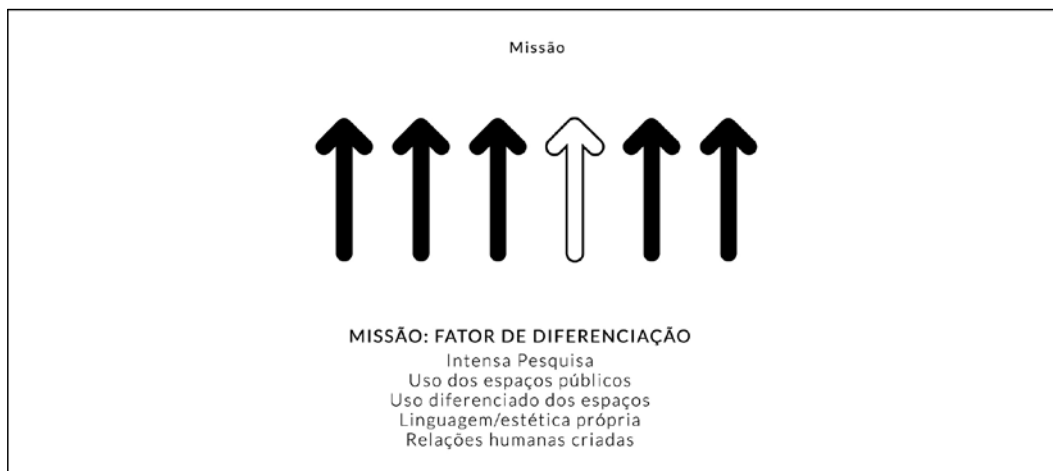 Missão
MISSÃO: FATOR DE DIFERENCIAÇÃO
Intensa Pesquisa
Uso dos espaços públicos
Uso diferenciado dos espaços
Linguagem/estética própria
Relações humanas criadas